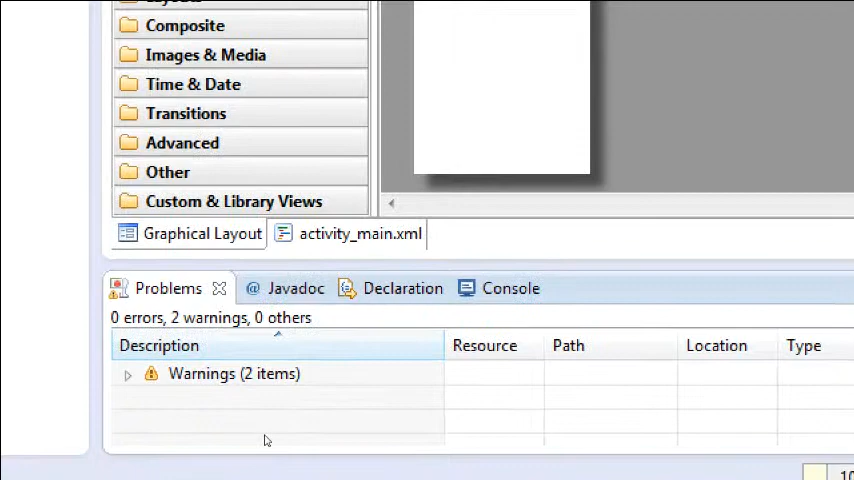 Composite
Images & Media
Time & Date
Transitions
Advanced
Other
Custom & Library Views
Graphical Layout activity_main.xml
Problems @ Javadoc Declaration Console
0 errors, 2 warnings, 0 others
Description Resource Path Location Type
Warnings (2 items)